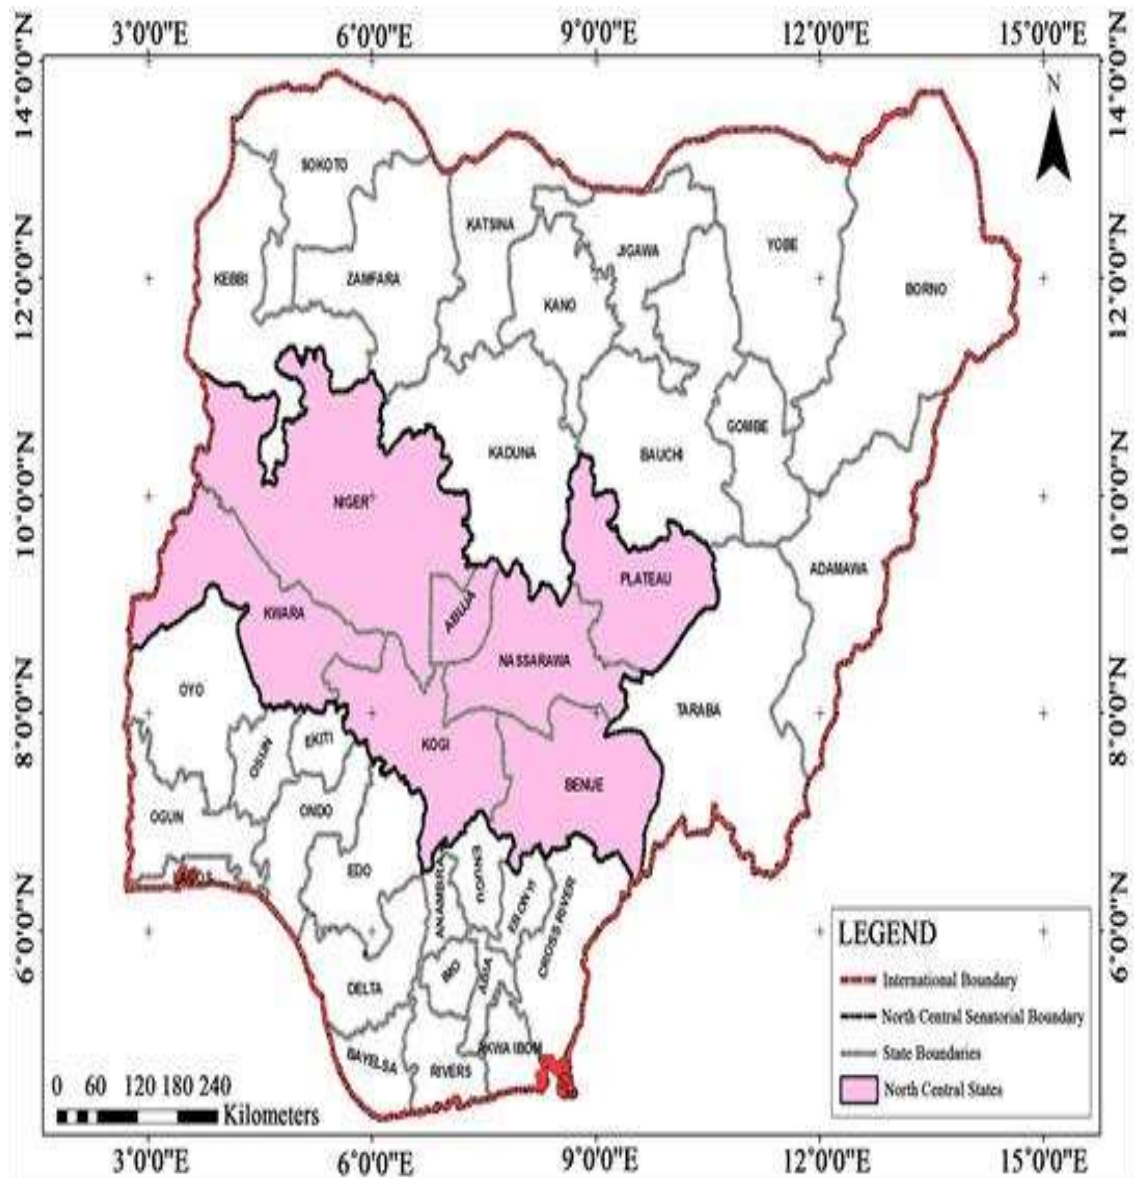 3°0'0"E 6°0'0"E 9°0'0"E 12°0'0"E 15°0'0"E
14°0'0"N 14°0'0"N
N
SOKOTO
KATSINA
YOBE
JIGAWA
KEBBI ZAMFARA
12°0'0"N 12°0'0"N
BORNO
KANO
GOMBE
KADUNA BAUCHI
NIGER
10°0'0"N 10°0'0"N
ADAMAWA
PLATEAU
ABUJA
KWARA
NASSARAWA
OYO
TARABA
8°0'0"N 8°0'0"N
EKITI KOGI
OSUN
BENUE
OGUN ONDO
EDO
ENUGU
ANAMBRA
EBONYI
CROSS RIVER
6°0'0"N 6°0'0"N
IMO
ABIA
DELTA
AKWA IBOM
BAYELSA
RIVERS
LEGEND
International Boundary
North Central Senatorial Boundary
State Boundaries
North Central States
0 60 120 180 240
Kilometers
3°0'0"E 6°0'0"E 9°0'0"E 12°0'0"E 15°0'0"E